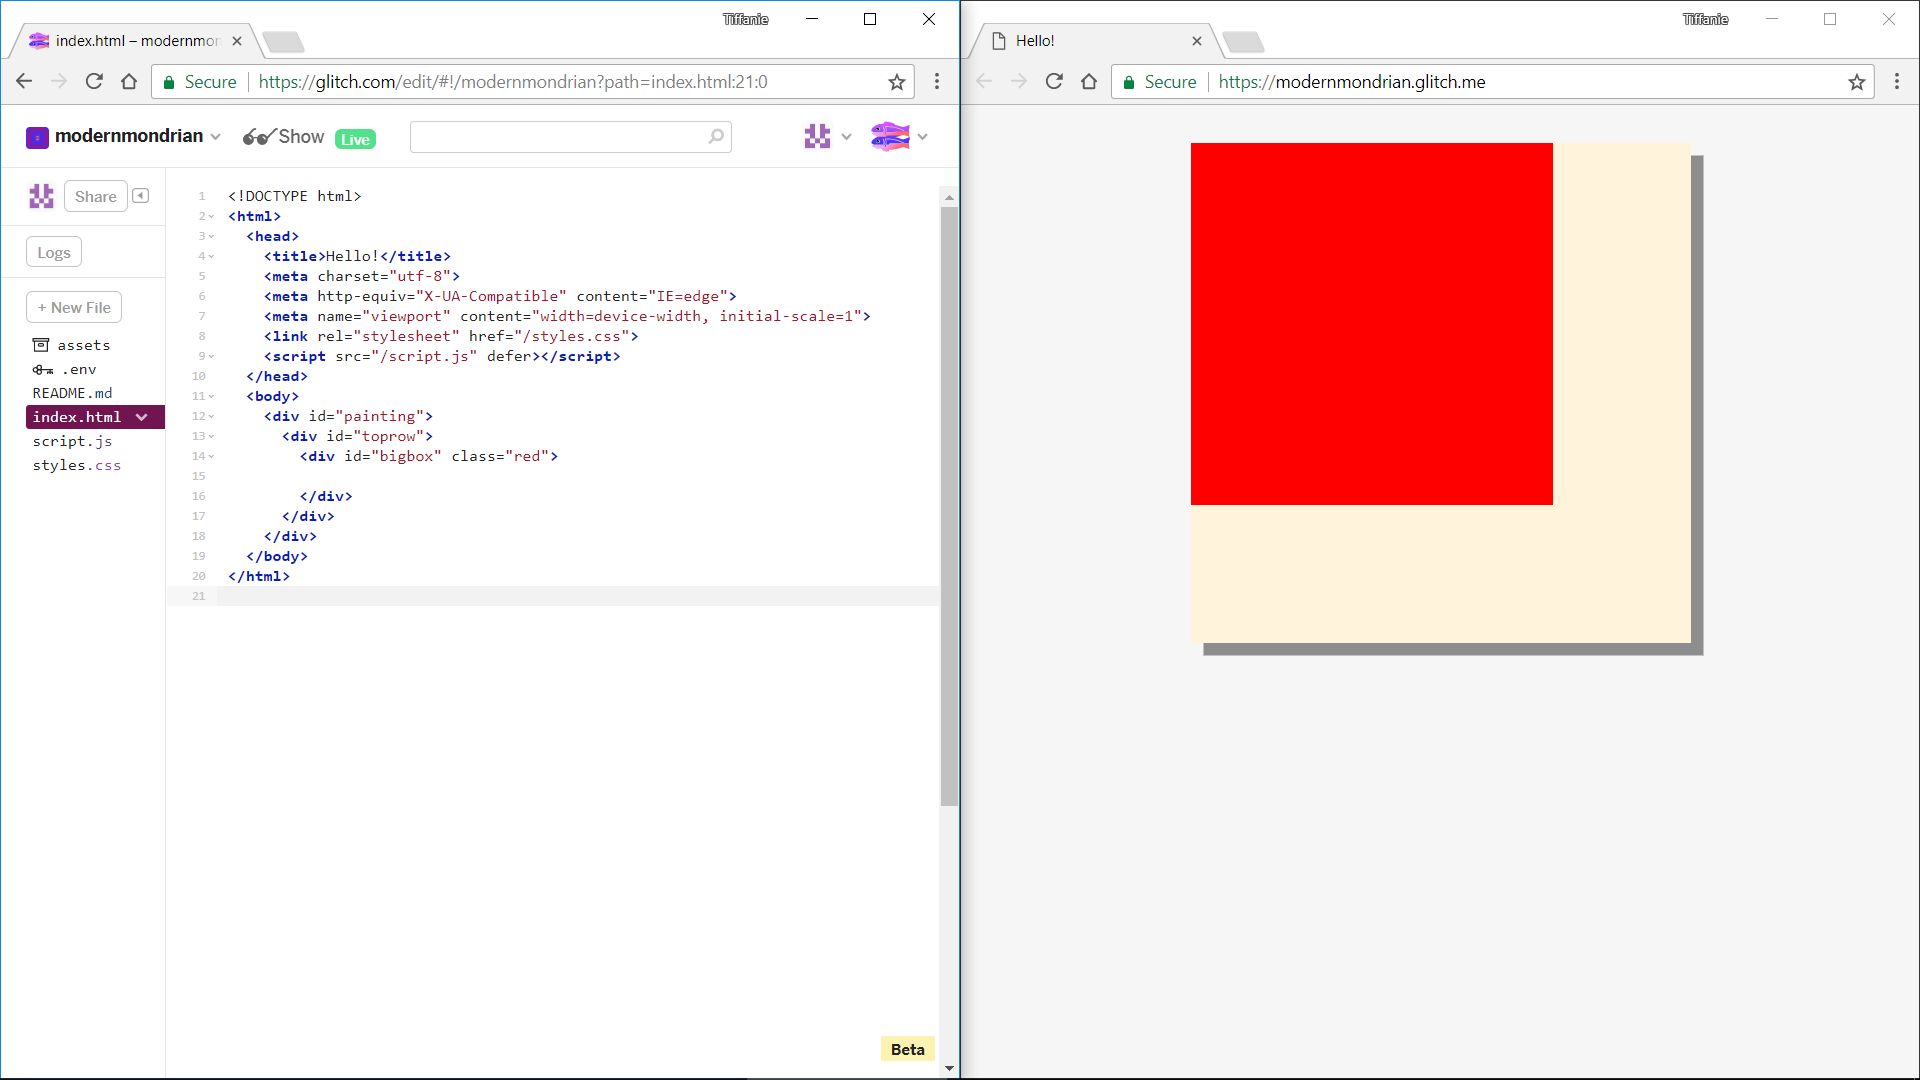 Tiffanie
index.html – modernmon
Secure https://glitch.com/edit/#!/modernmondrian?path=index.html:21:0
modernmondrian Show Live
Share
Logs
+ New File
assets
.env
README.md
index.html
script.js
styles.css
1 <!DOCTYPE html>
2 <html>
3 <head>
4 <title>Hello!</title>
5 <meta charset="utf-8">
6 <meta http-equiv="X-UA-Compatible" content="IE=edge">
7 <meta name="viewport" content="width=device-width, initial-scale=1">
8 <link rel="stylesheet" href="/styles.css">
9 <script src="/script.js" defer></script>
10 </head>
11 <body>
12 <div id="painting">
13 <div id="toprow">
14 <div id="bigbox" class="red">
15
16 </div>
17 </div>
18 </div>
19 </body>
20 </html>
21
Beta
Tiffanie
Hello!
Secure https://modernmondrian.glitch.me